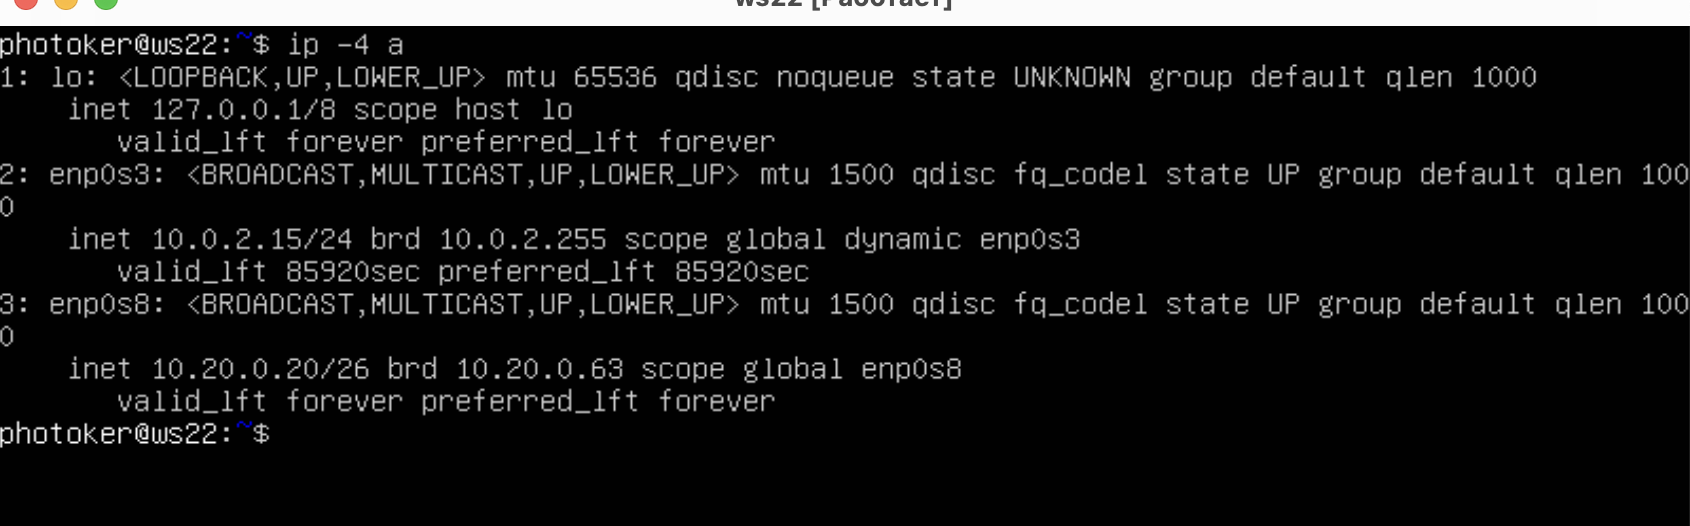 ws22 [Работает]
photoker@ws22:~$ ip -4 a
1: lo: <LOOPBACK,UP,LOWER_UP> mtu 65536 qdisc noqueue state UNKNOWN group default qlen 1000
    inet 127.0.0.1/8 scope host lo
       valid_lft forever preferred_lft forever
2: enp0s3: <BROADCAST,MULTICAST,UP,LOWER_UP> mtu 1500 qdisc fq_codel state UP group default qlen 100
0
    inet 10.0.2.15/24 brd 10.0.2.255 scope global dynamic enp0s3
       valid_lft 85920sec preferred_lft 85920sec
3: enp0s8: <BROADCAST,MULTICAST,UP,LOWER_UP> mtu 1500 qdisc fq_codel state UP group default qlen 100
0
    inet 10.20.0.20/26 brd 10.20.0.63 scope global enp0s8
       valid_lft forever preferred_lft forever
photoker@ws22:~$